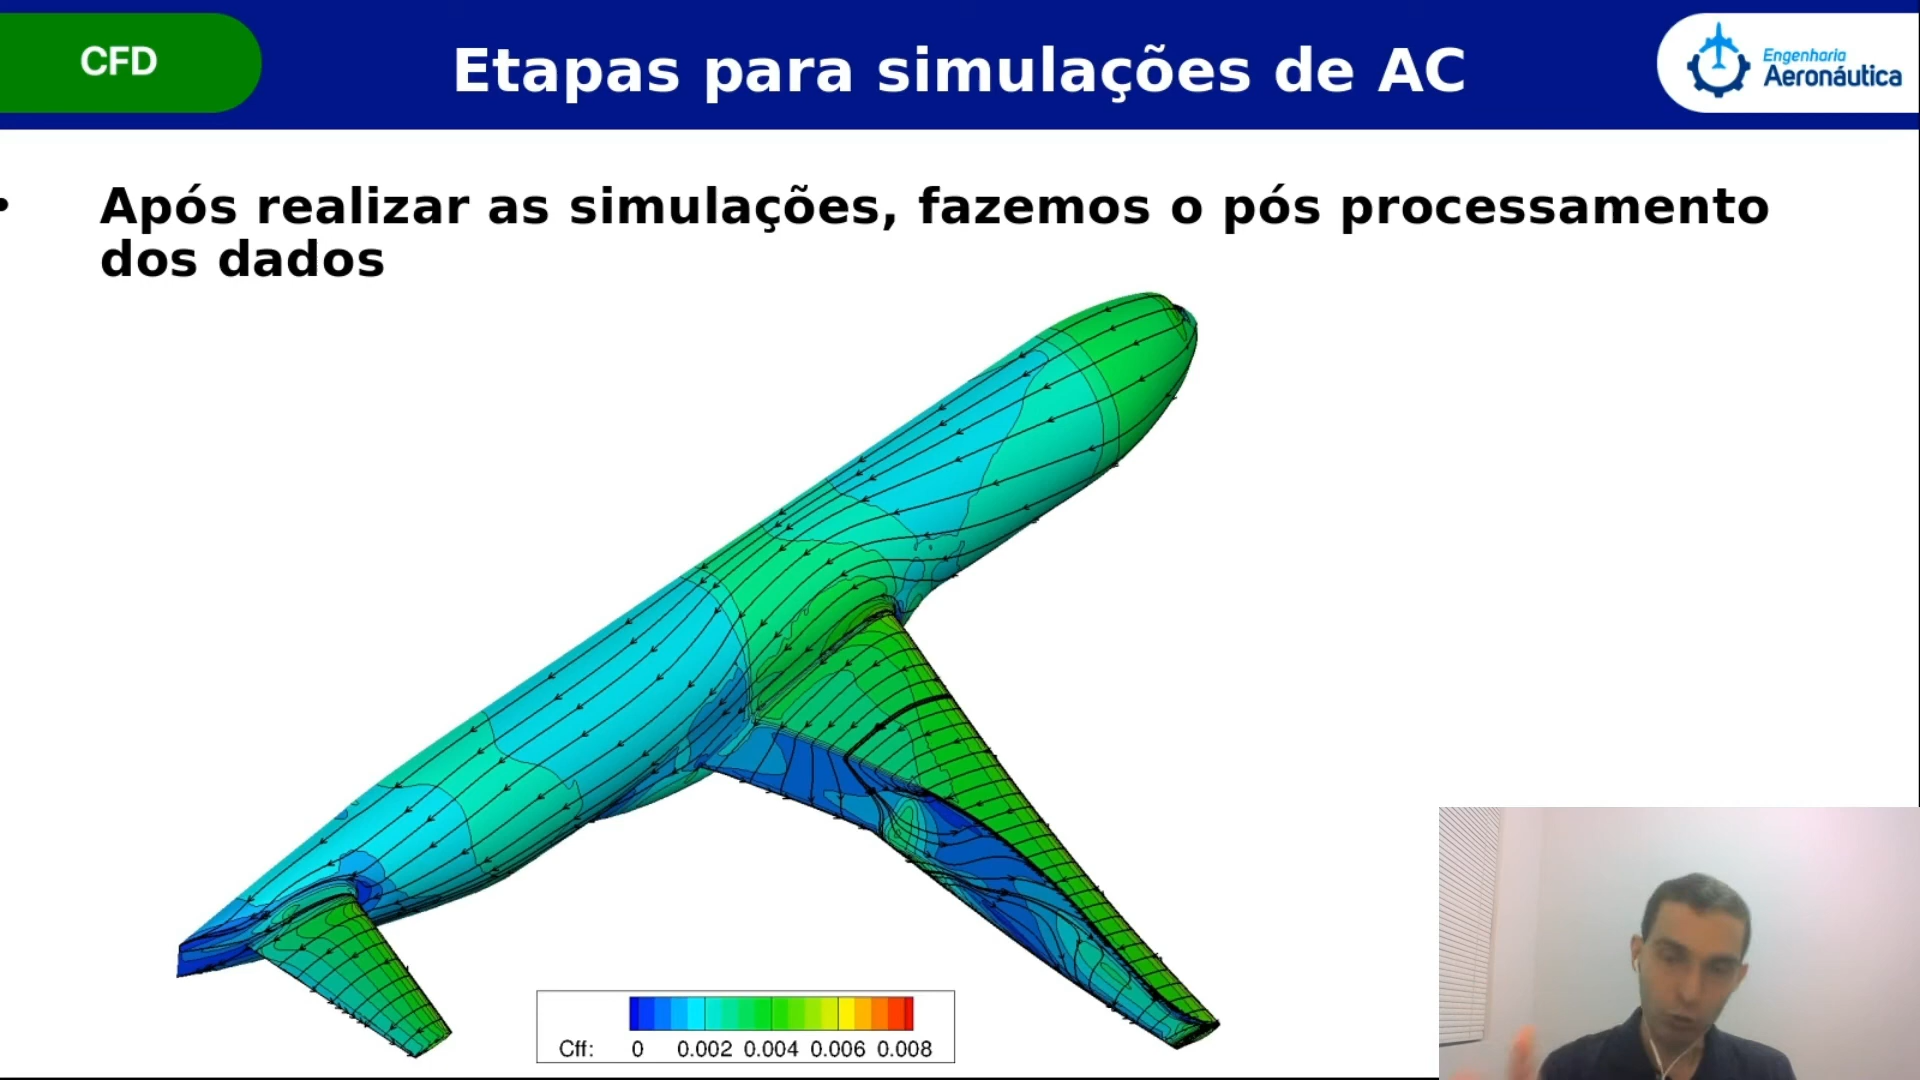 CFD
Etapas para simulações de AC
Engenharia
Aeronáutica
• Após realizar as simulações, fazemos o pós processamento
dos dados
Cff: 0 0.002 0.004 0.006 0.008